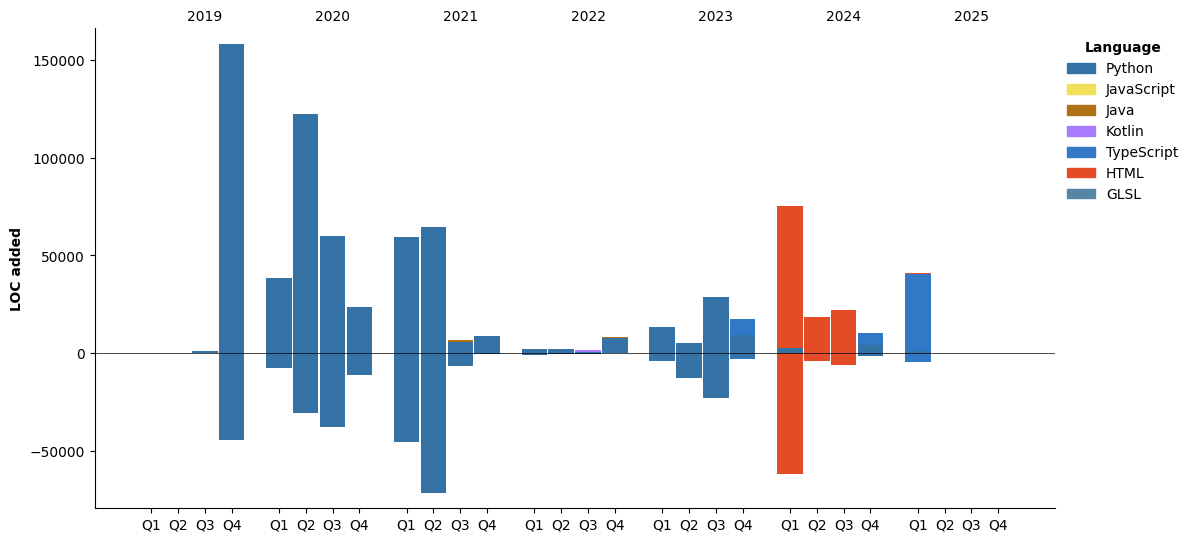 2019 2020 2021 2022 2023 2024 2025
Language
Python
JavaScript
Java
Kotlin
TypeScript
HTML
GLSL
LOC added
150000
100000
50000
0
−50000
Q1 Q2 Q3 Q4 Q1 Q2 Q3 Q4 Q1 Q2 Q3 Q4 Q1 Q2 Q3 Q4 Q1 Q2 Q3 Q4 Q1 Q2 Q3 Q4 Q1 Q2 Q3 Q4